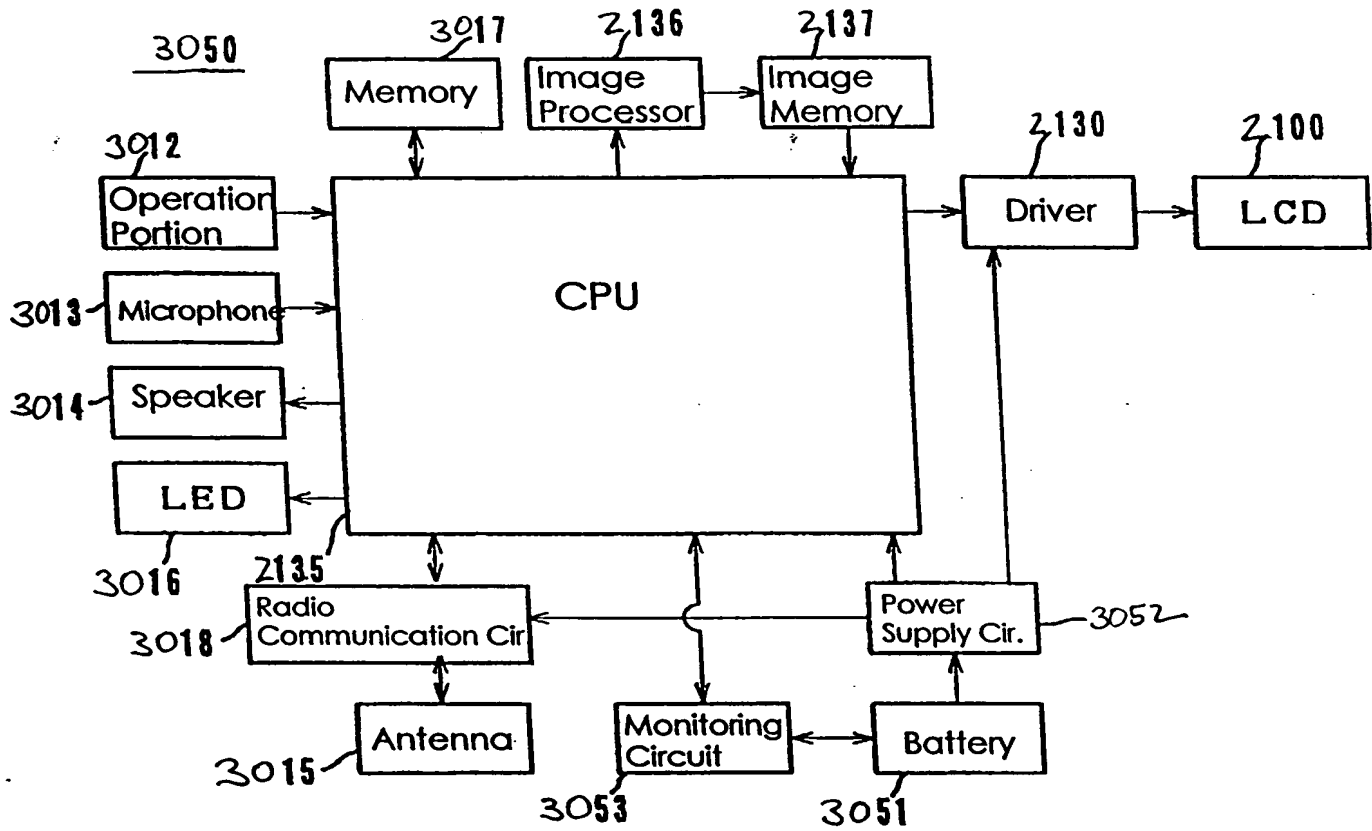 3050
3017
Memory
2136
Image
Processor
2137
Image
Memory
3012
Operation
Portion
2130
Driver
2100
LCD
3013
Microphone
CPU
3014
Speaker
LED
3016
2135
3018
Radio
Communication Cir
Power
Supply Cir.
3052
Antenna
3015
Monitoring
Circuit
3053
Battery
3051